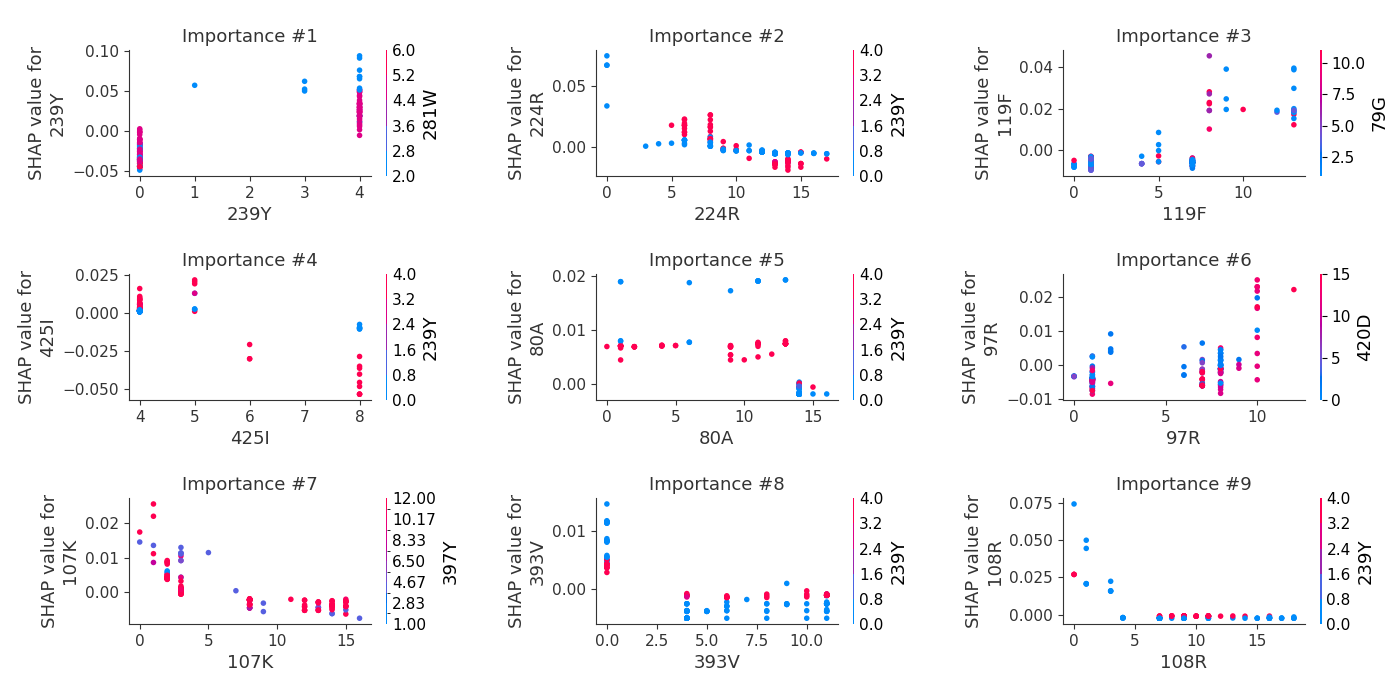 Importance #1
SHAP value for
239Y
0.10
0.05
0.00
−0.05
0 1 2 3 4
239Y
6.0
5.2
4.4
3.6
2.8
2.0
281W
Importance #2
SHAP value for
224R
0.05
0.00
0 5 10 15
224R
4.0
3.2
2.4
1.6
0.8
0.0
239Y
Importance #3
SHAP value for
119F
0.04
0.02
0.00
0 5 10
119F
10.0
7.5
5.0
2.5
79G
Importance #4
SHAP value for
425I
0.025
0.000
−0.025
−0.050
4 5 6 7 8
425I
4.0
3.2
2.4
1.6
0.8
0.0
239Y
Importance #5
SHAP value for
80A
0.02
0.01
0.00
0 5 10 15
80A
4.0
3.2
2.4
1.6
0.8
0.0
239Y
Importance #6
SHAP value for
97R
0.02
0.01
0.00
−0.01
0 5 10
97R
15
10
5
0
420D
Importance #7
SHAP value for
107K
0.02
0.01
0.00
0 5 10 15
107K
12.00
10.17
8.33
6.50
4.67
2.83
1.00
397Y
Importance #8
SHAP value for
393V
0.01
0.00
0.0 2.5 5.0 7.5 10.0
393V
4.0
3.2
2.4
1.6
0.8
0.0
239Y
Importance #9
SHAP value for
108R
0.075
0.050
0.025
0.000
0 5 10 15
108R
4.0
3.2
2.4
1.6
0.8
0.0
239Y